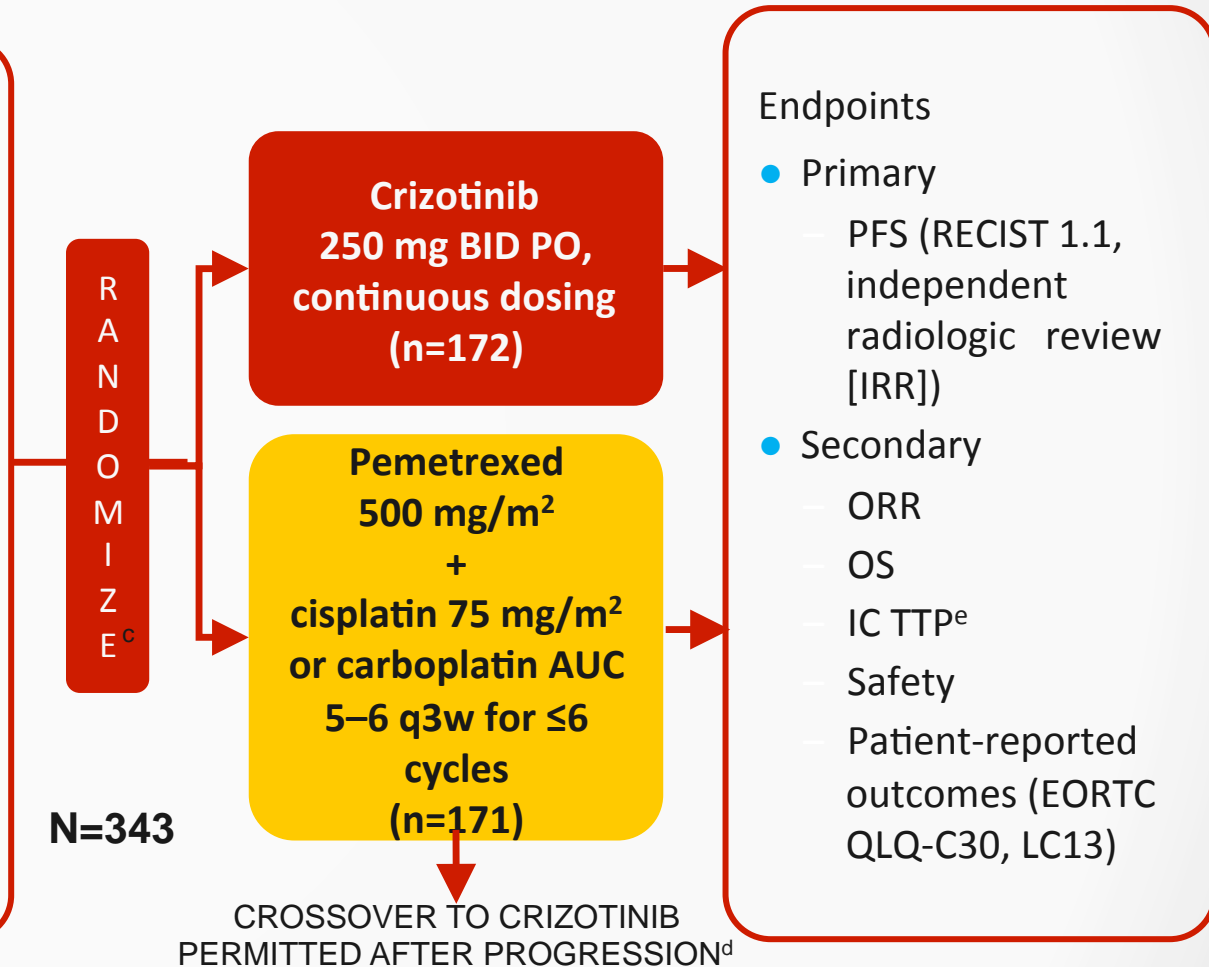 R
A
N
D
O
M
I
Z
Eᶜ
N=343
Crizotinib
250 mg BID PO,
continuous dosing
(n=172)
Pemetrexed
500 mg/m²
+
cisplatin 75 mg/m²
or carboplatin AUC
5–6 q3w for ≤6
cycles
(n=171)
CROSSOVER TO CRIZOTINIB
PERMITTED AFTER PROGRESSIONᵈ
Endpoints
● Primary
– PFS (RECIST 1.1,
independent
radiologic review
[IRR])
● Secondary
– ORR
– OS
– IC TTPᵉ
– Safety
– Patient-reported
outcomes (EORTC
QLQ-C30, LC13)